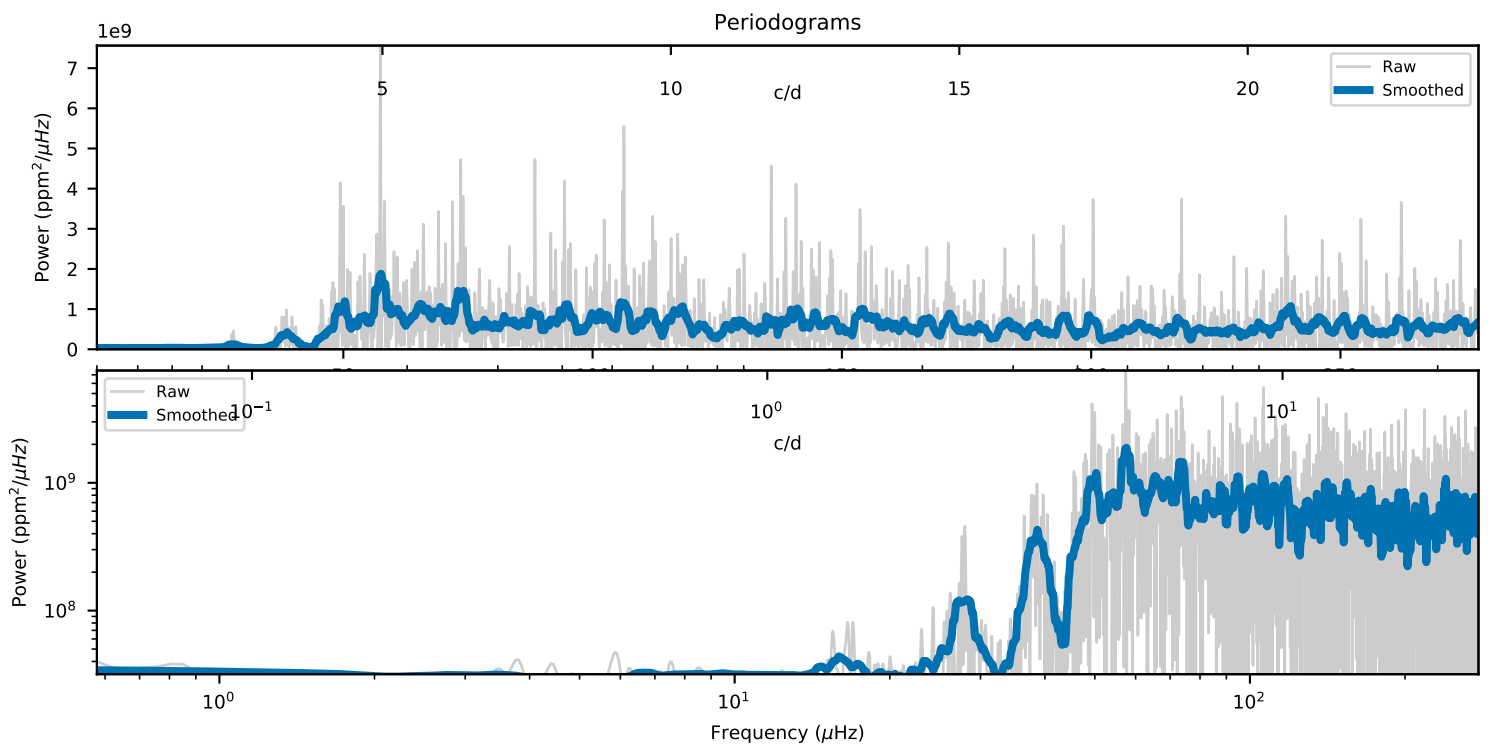 Periodograms
1e9
7
6
5
4
3
2
1
0
Power (ppm²/μHz)
5
10
15
20
c/d
Raw
Smoothed
Raw
Smoothed
10⁻¹
10⁰
10¹
c/d
10⁹
10⁸
Power (ppm²/μHz)
10⁰
10¹
10²
Frequency (μHz)